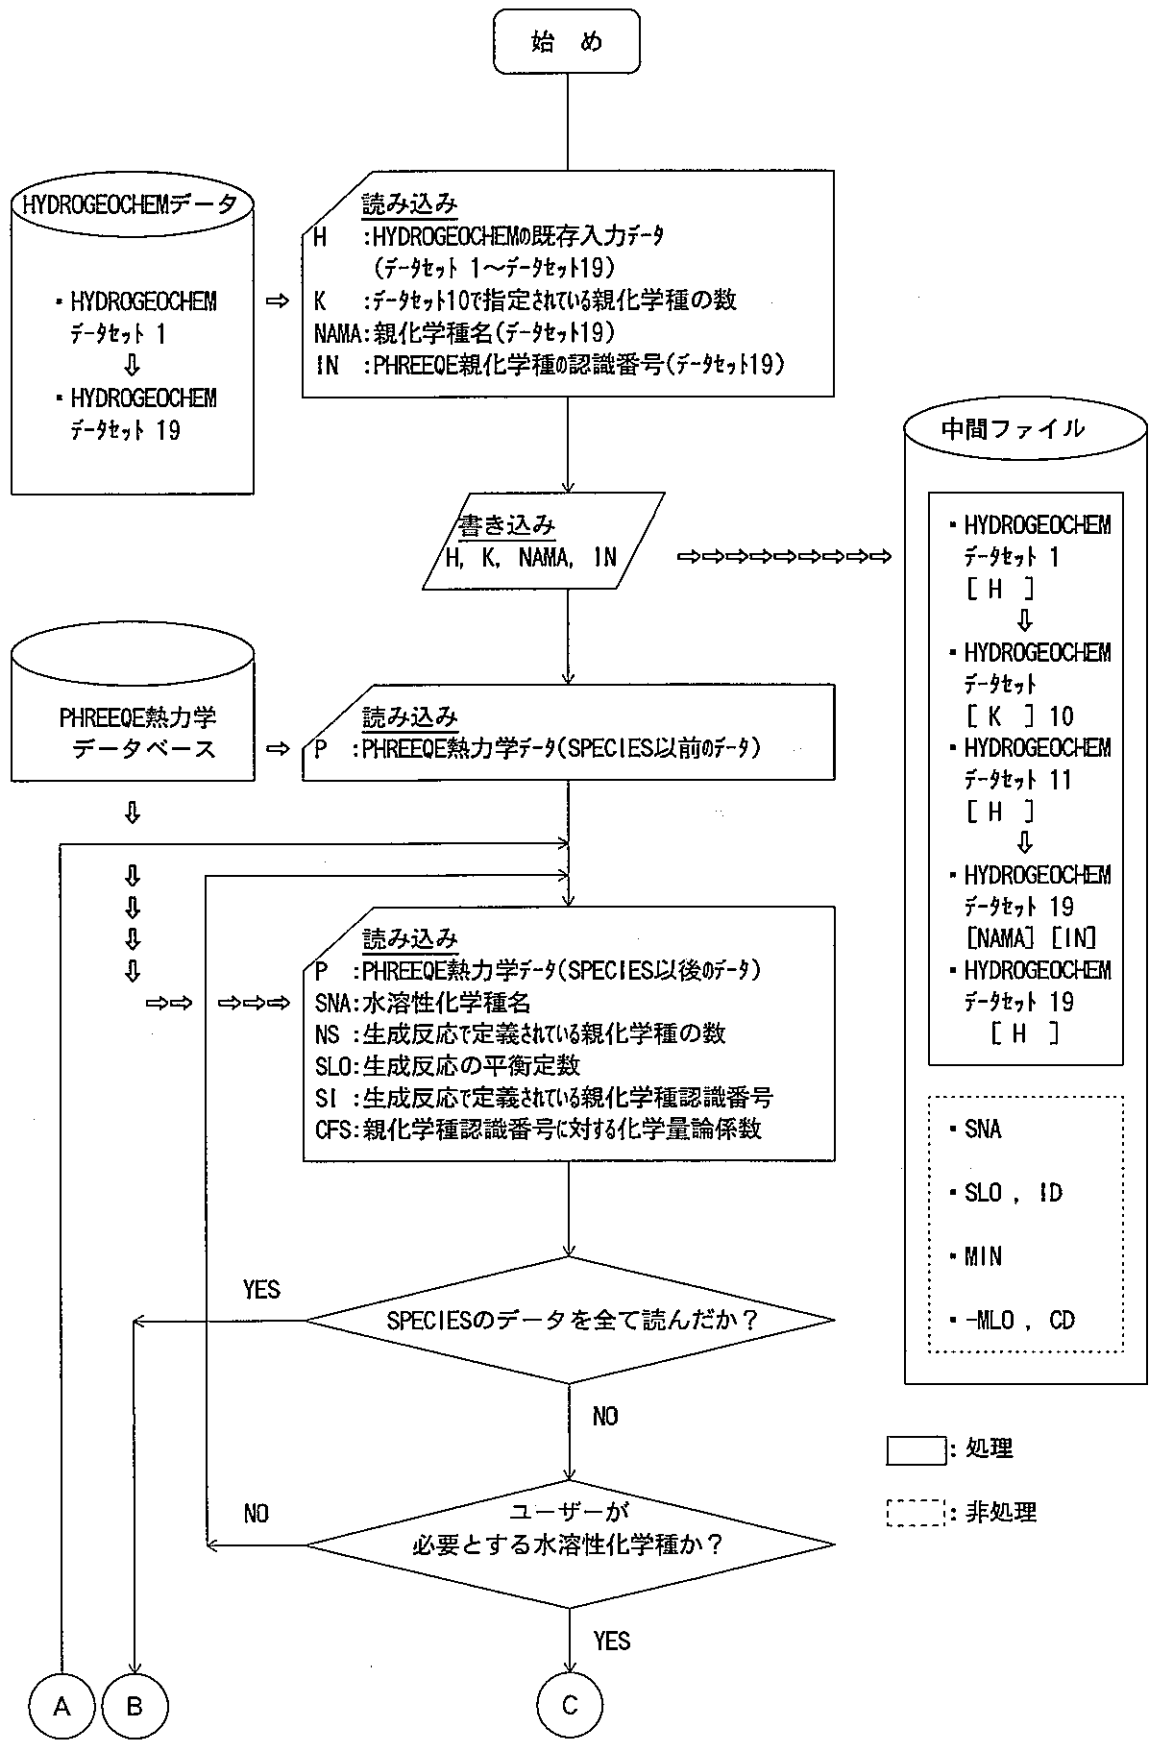 始 め
HYDROGEOCHEMデータ
・HYDROGEOCHEM
データセット 1
⇩
・HYDROGEOCHEM
データセット 19
⇨
読み込み
H :HYDROGEOCHEMの既存入力データ
(データセット 1～データセット19)
K :データセット10で指定されている親化学種の数
NAMA:親化学種名(データセット19)
IN :PHREEQE親化学種の認識番号(データセット19)
書き込み
H, K, NAMA, IN
⇨⇨⇨⇨⇨⇨⇨⇨⇨
中間ファイル
・HYDROGEOCHEM
データセット 1
[ H ]
⇩
・HYDROGEOCHEM
データセット
[ K ] 10
・HYDROGEOCHEM
データセット 11
[ H ]
⇩
・HYDROGEOCHEM
データセット 19
[NAMA] [IN]
・HYDROGEOCHEM
データセット 19
[ H ]
・SNA
・SLO , ID
・MIN
・-MLO , CD
PHREEQE熱力学
データベース
⇨
読み込み
P :PHREEQE熱力学データ(SPECIES以前のデータ)
⇩
⇩
⇩
⇩
⇩
⇨⇨ ⇨⇨⇨
読み込み
P :PHREEQE熱力学データ(SPECIES以後のデータ)
SNA:水溶性化学種名
NS :生成反応で定義されている親化学種の数
SLO:生成反応の平衡定数
SI :生成反応で定義されている親化学種認識番号
CFS:親化学種認識番号に対する化学量論係数
YES
SPECIESのデータを全て読んだか？
NO
NO
ユーザーが
必要とする水溶性化学種か？
YES
: 処理
: 非処理
A
B
C